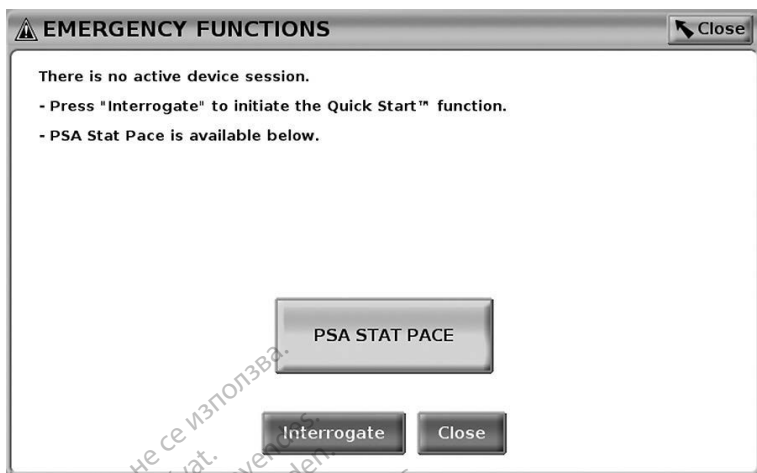 EMERGENCY FUNCTIONS
Close
There is no active device session.
- Press "Interrogate" to initiate the Quick Start™ function.
- PSA Stat Pace is available below.
PSA STAT PACE
Interrogate
Close
не се използва.